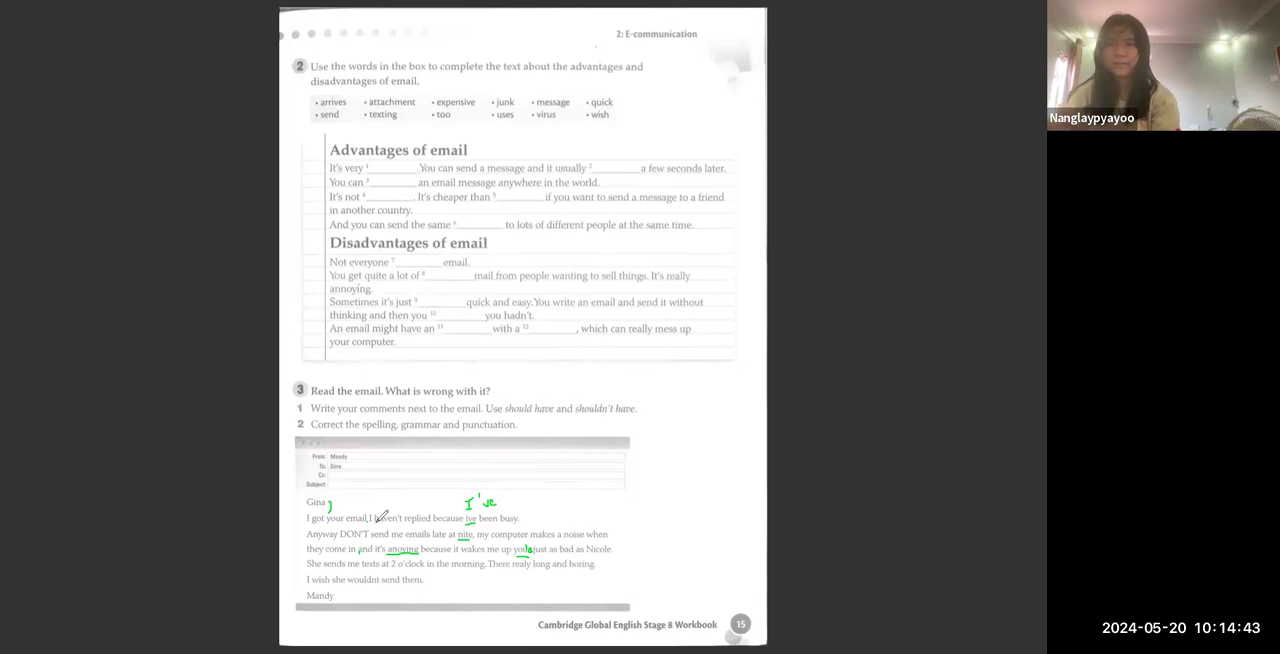 2: E-communication
2 Use the words in the box to complete the text about the advantages and
disadvantages of email.
• arrives • attachment • expensive • junk • message • quick
• send • texting • too • uses • virus • wish
Advantages of email
It's very 1________. You can send a message and it usually 2________ a few seconds later.
You can 3________ an email message anywhere in the world.
It's not 4________. It's cheaper than 5________ if you want to send a message to a friend
in another country.
And you can send the same 6________ to lots of different people at the same time.
Disadvantages of email
Not everyone 7________ email.
You get quite a lot of 8________ mail from people wanting to sell things. It's really
annoying.
Sometimes it's just 9________ quick and easy. You write an email and send it without
thinking and then you 10________ you hadn't.
An email might have an 11________ with a 12________, which can really mess up
your computer.
3 Read the email. What is wrong with it?
1 Write your comments next to the email. Use should have and shouldn't have.
2 Correct the spelling, grammar and punctuation.
From: Mandy
To: Gina
Cc:
Subject:
Gina ,
I've
I got your email, I haven't replied because ive been busy.
Anyway DON'T send me emails late at nite, my computer makes a noise when
they come in, and it's anoying because it wakes me up just as bad as Nicole.
She sends me texts at 2 o'clock in the morning. There realy long and boring.
I wish she wouldnt send them.
Mandy
Cambridge Global English Stage 8 Workbook 15
Nanglaypyayoo
2024-05-20 10:14:43